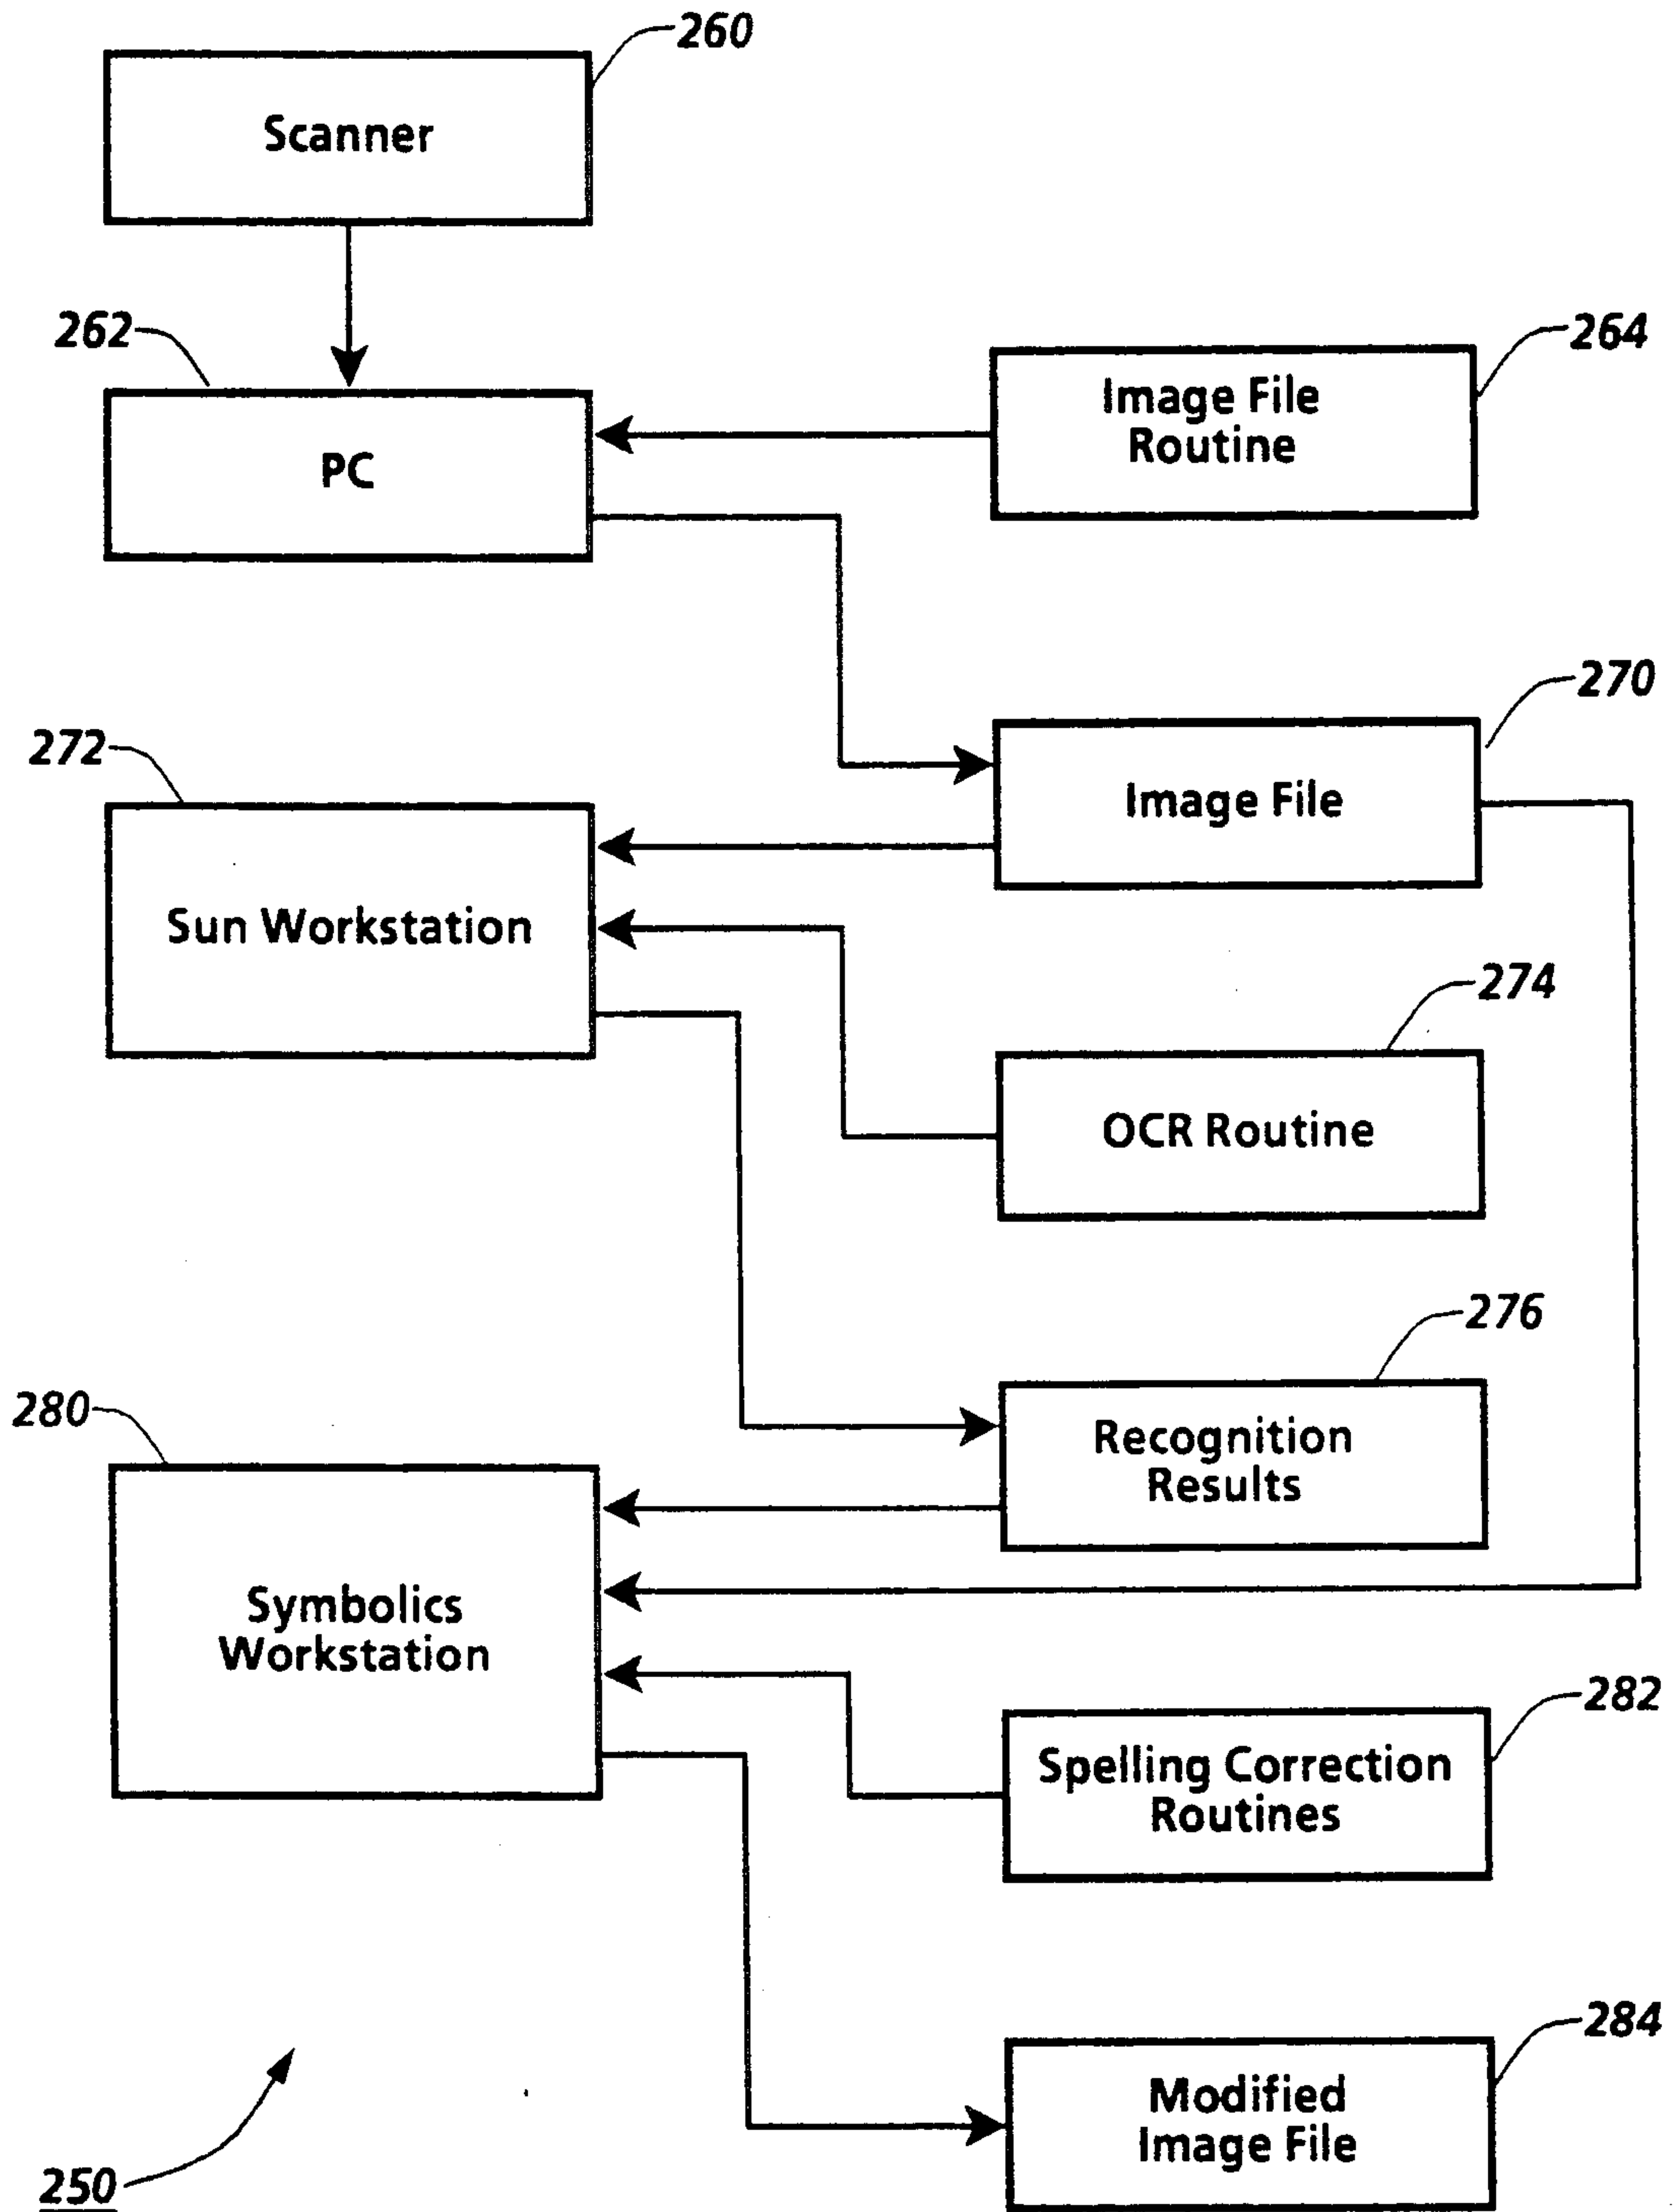 260
Scanner
262
264
Image File
Routine
PC
270
272
Image File
Sun Workstation
274
OCR Routine
276
280
Recognition
Results
Symbolics
Workstation
282
Spelling Correction
Routines
284
Modified
Image File
250